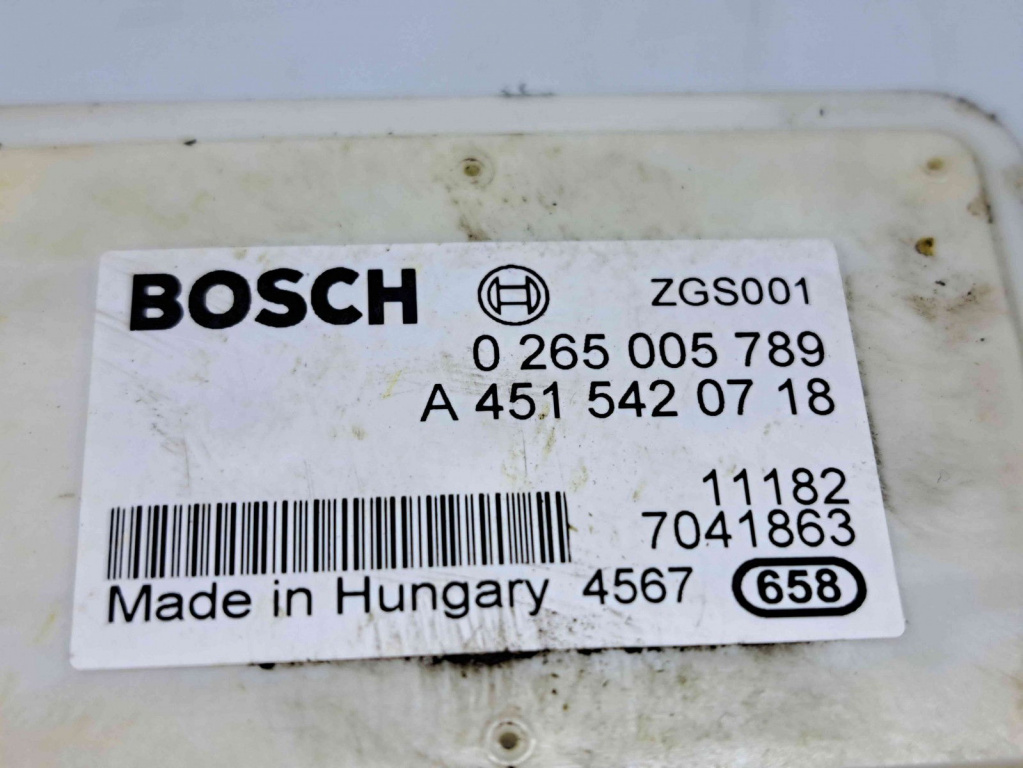 BOSCH ZGS001
0 265 005 789
A 451 542 07 18
11182
7041863
Made in Hungary 4567 658